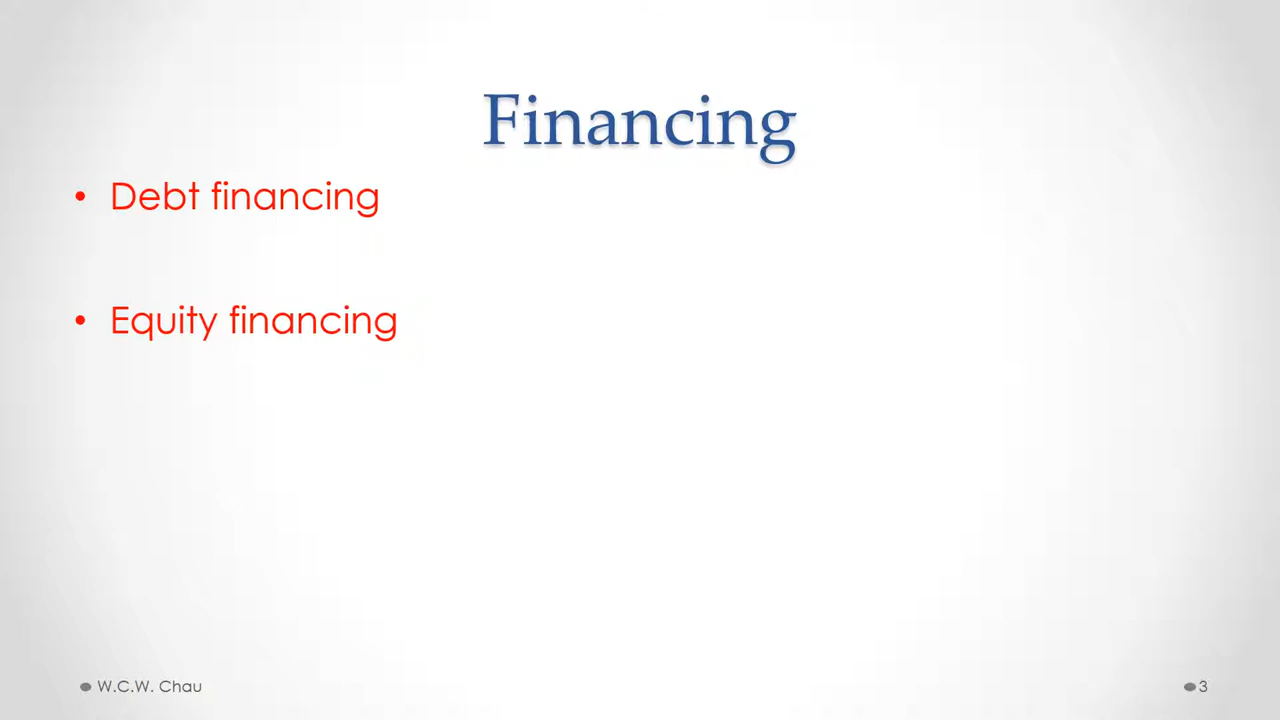 Financing
• Debt financing
• Equity financing
W.C.W. Chau
3